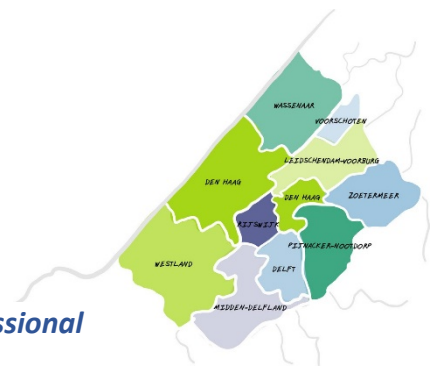 WASSENAAR
VOORSCHOTEN
LEIDSCHENDAM-VOORBURG
DEN HAAG
DEN HAAG
ZOETERMEER
RIJSWIJK
PIJNACKER-NOOTDORP
WESTLAND
DELFT
MIDDEN-DELFLAND
ssional